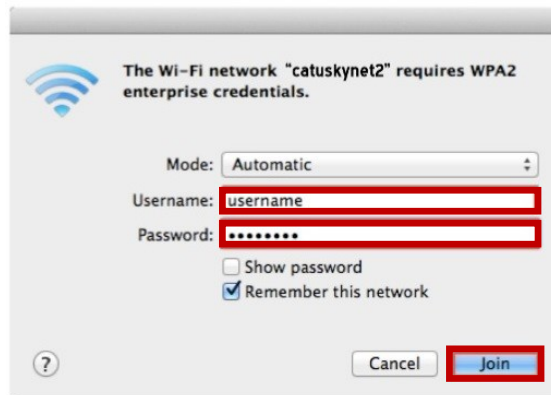 The Wi-Fi network "catuskynet2" requires WPA2
enterprise credentials.
Mode: Automatic
Username: username
Password: ••••••••
Show password
Remember this network
? Cancel Join